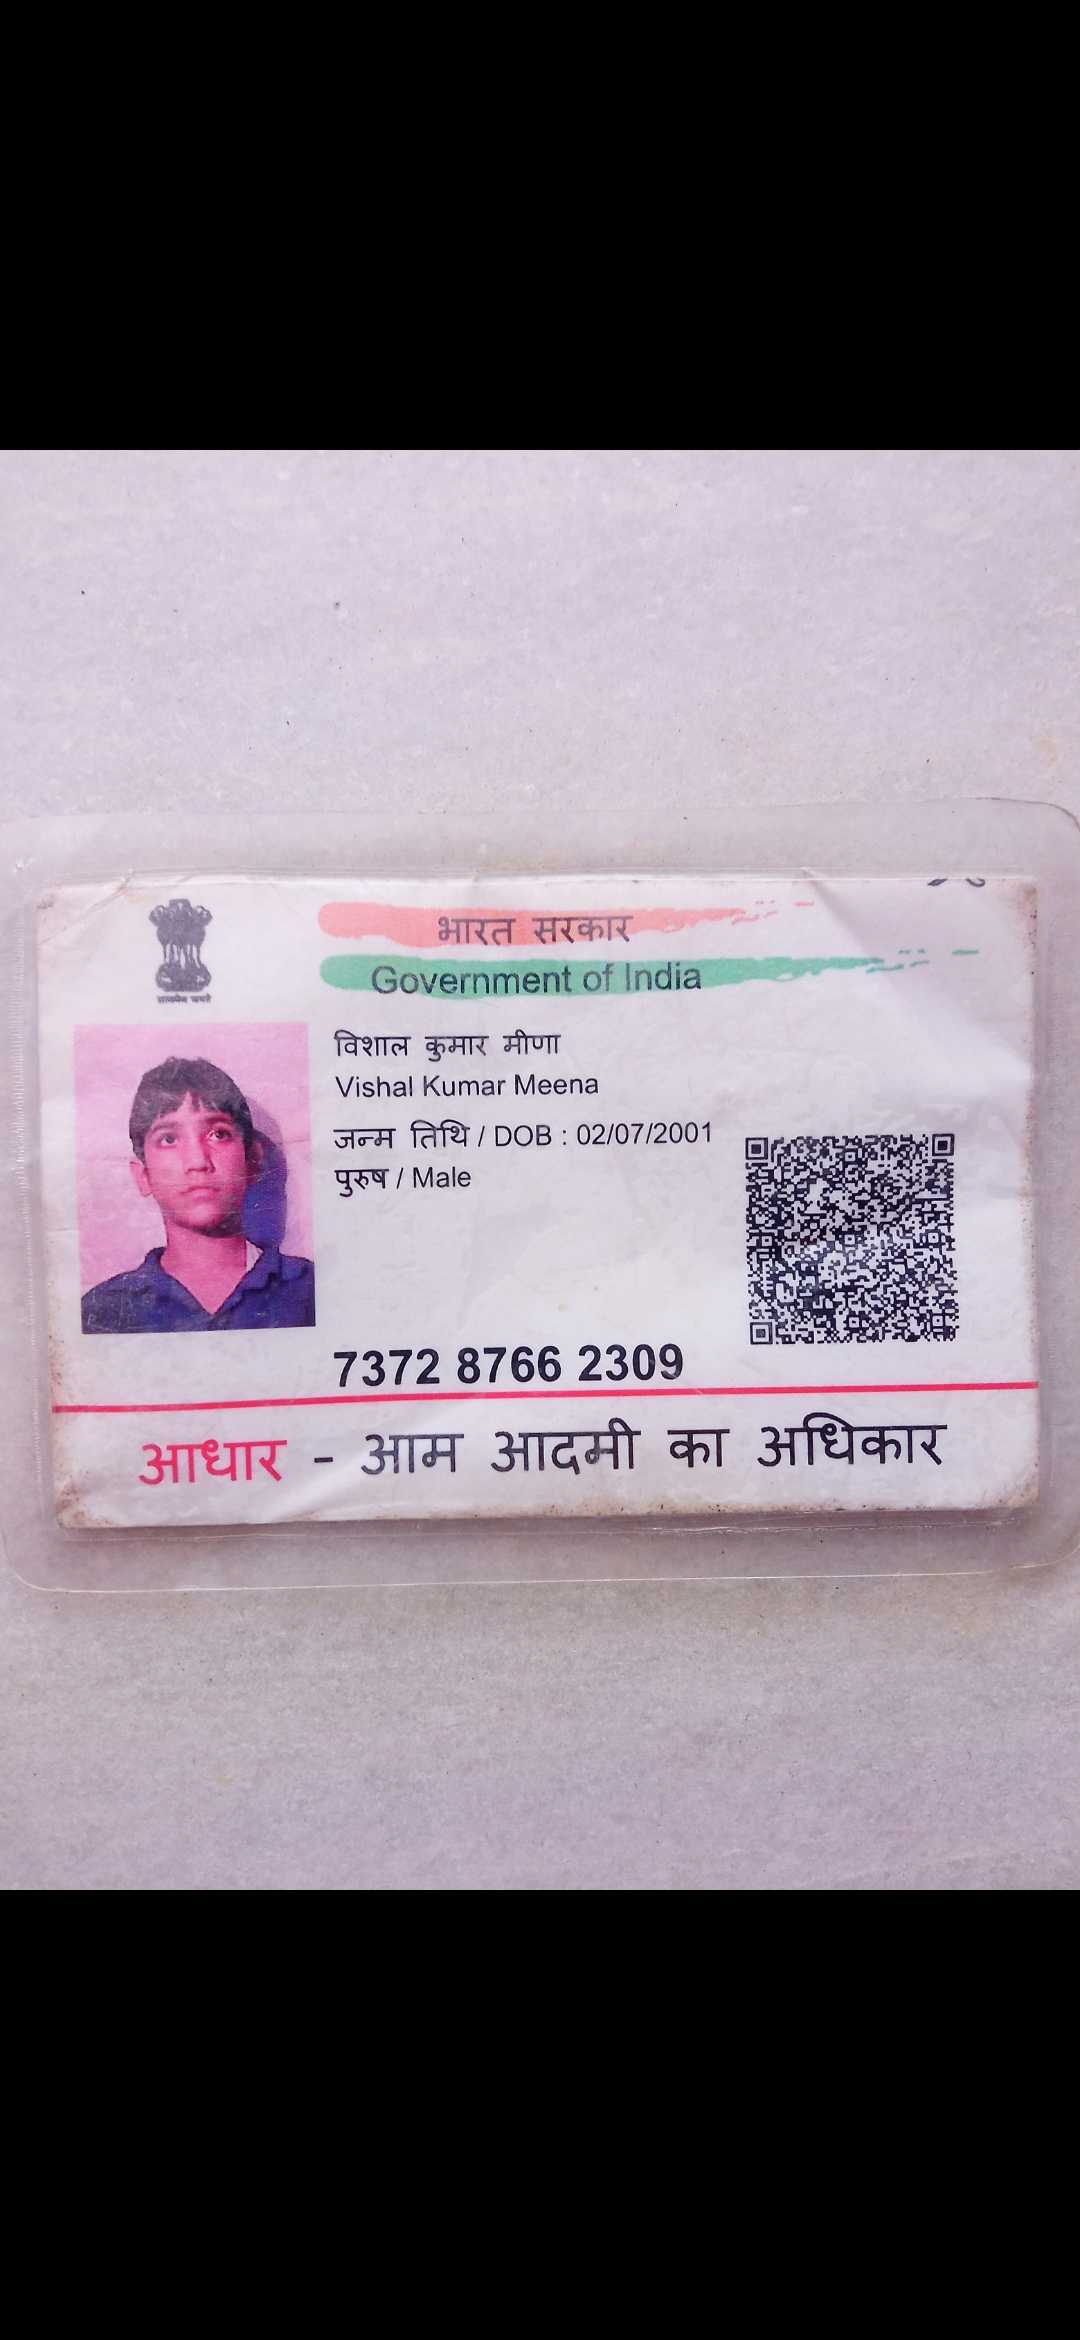 भारत सरकार
Government of India
विशाल कुमार मीणा
Vishal Kumar Meena
जन्म तिथि / DOB : 02/07/2001
पुरुष / Male
7372 8766 2309
आधार - आम आदमी का अधिकार